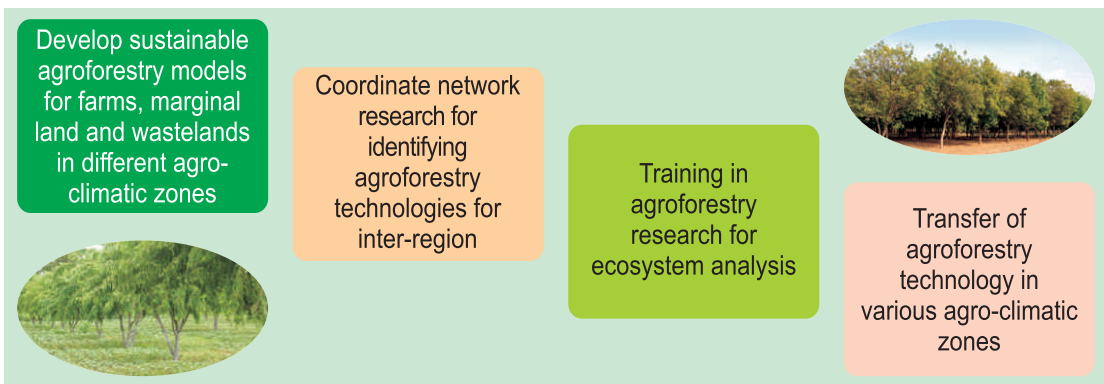 Develop sustainable
agroforestry models
for farms, marginal
land and wastelands
in different agro-
climatic zones
Coordinate network
research for
identifying
agroforestry
technologies for
inter-region
Training in
agroforestry
research for
ecosystem analysis
Transfer of
agroforestry
technology in
various agro-climatic
zones